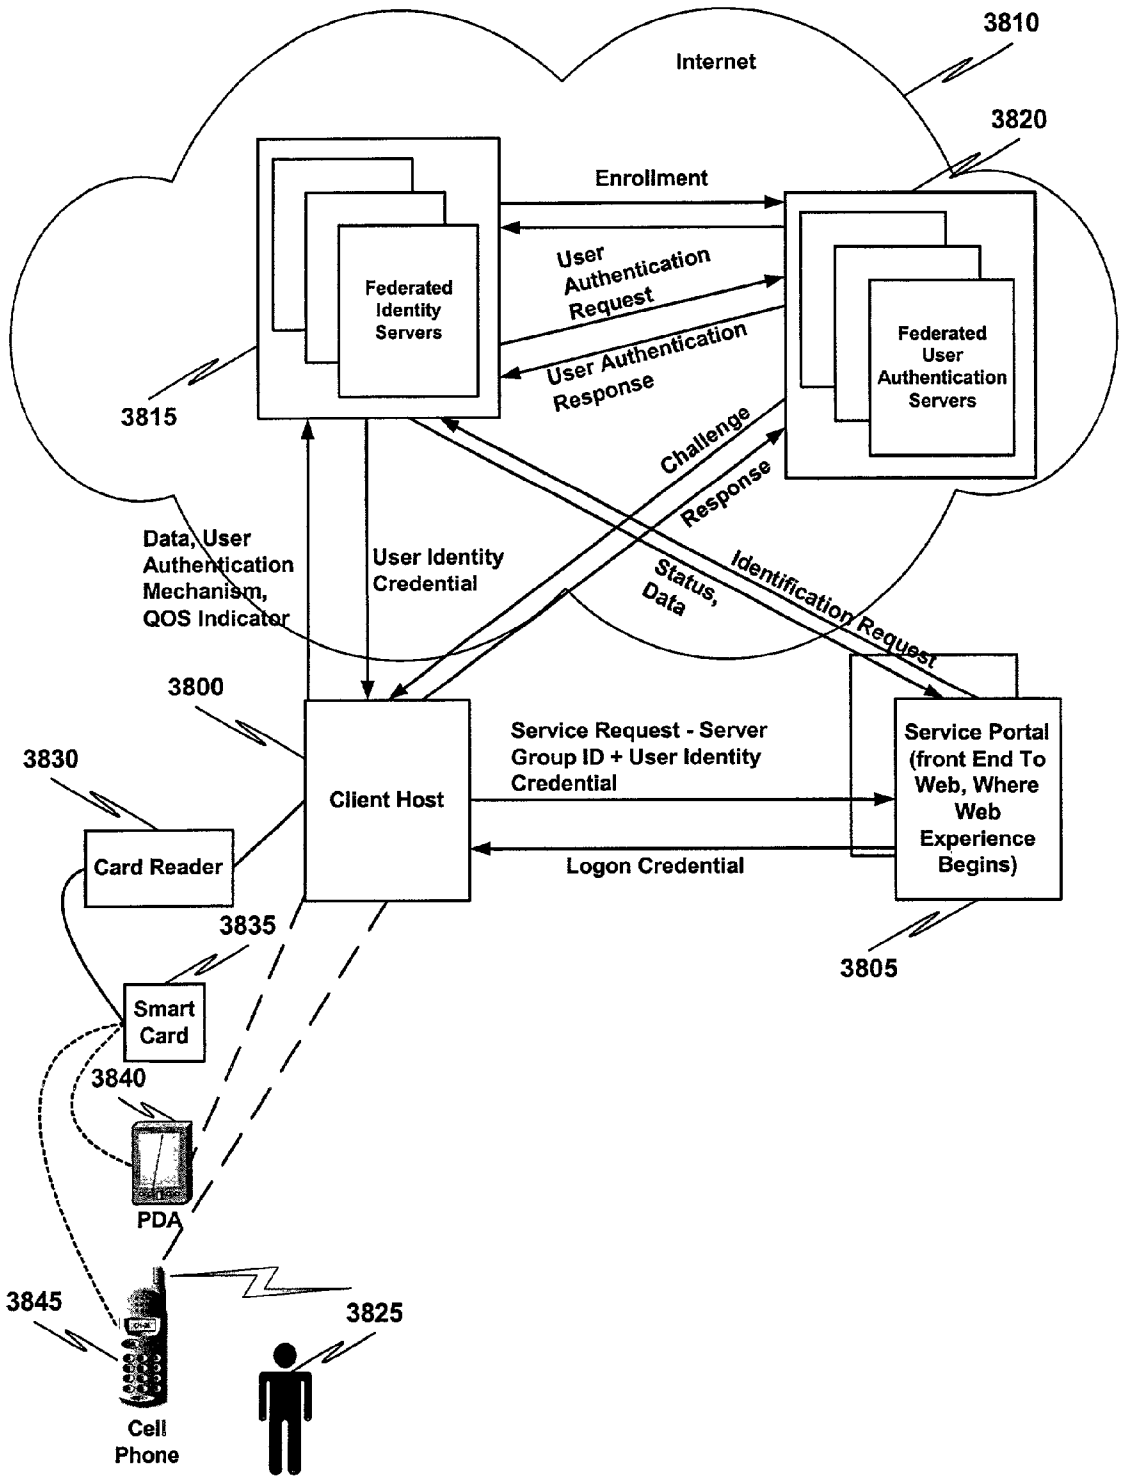 3810
Internet
3820
Enrollment
User
Authentication
Request
Federated
Identity
Servers
User Authentication
Response
Federated
User
Authentication
Servers
3815
Challenge
Response
Data, User
Authentication
Mechanism,
QOS Indicator
User Identity
Credential
Status,
Data
Identification Request
3800
3830
Service Request - Server
Group ID + User Identity
Credential
Service Portal
(front End To
Web, Where
Web
Experience
Begins)
Client Host
Card Reader
Logon Credential
3835
3805
Smart
Card
3840
PDA
3845
3825
Cell
Phone